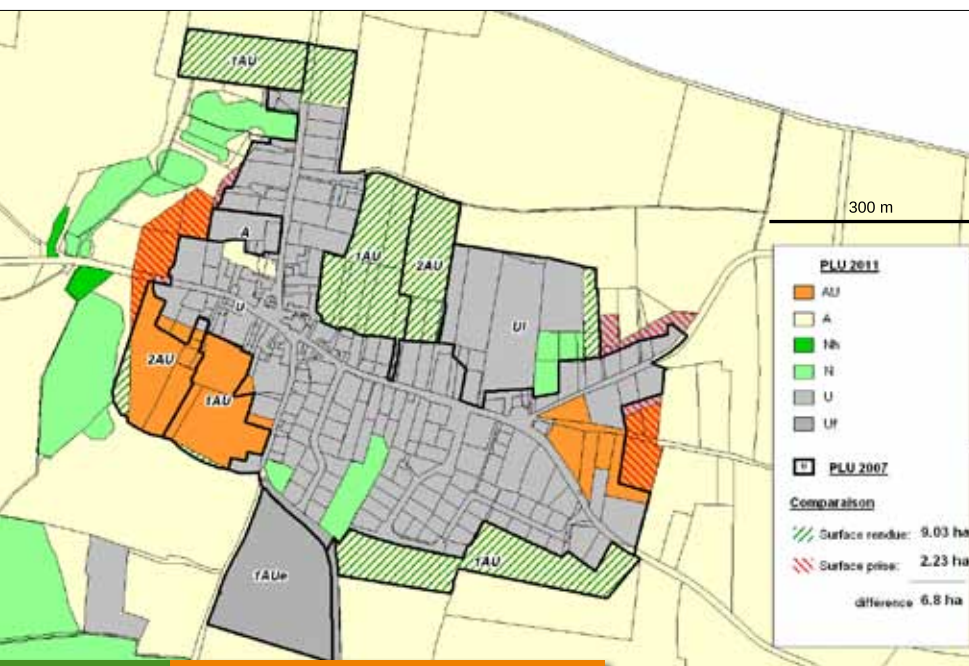 1AU
300 m
A
1AU
2AU
U
UI
2AU
1AU
1AU
1AUe
PLU 2011
AU
A
Nh
N
U
Uf
PLU 2007
Comparaison
Surface rendue: 9.03 ha
Surface prise: 2.23 ha
différence 6.8 ha